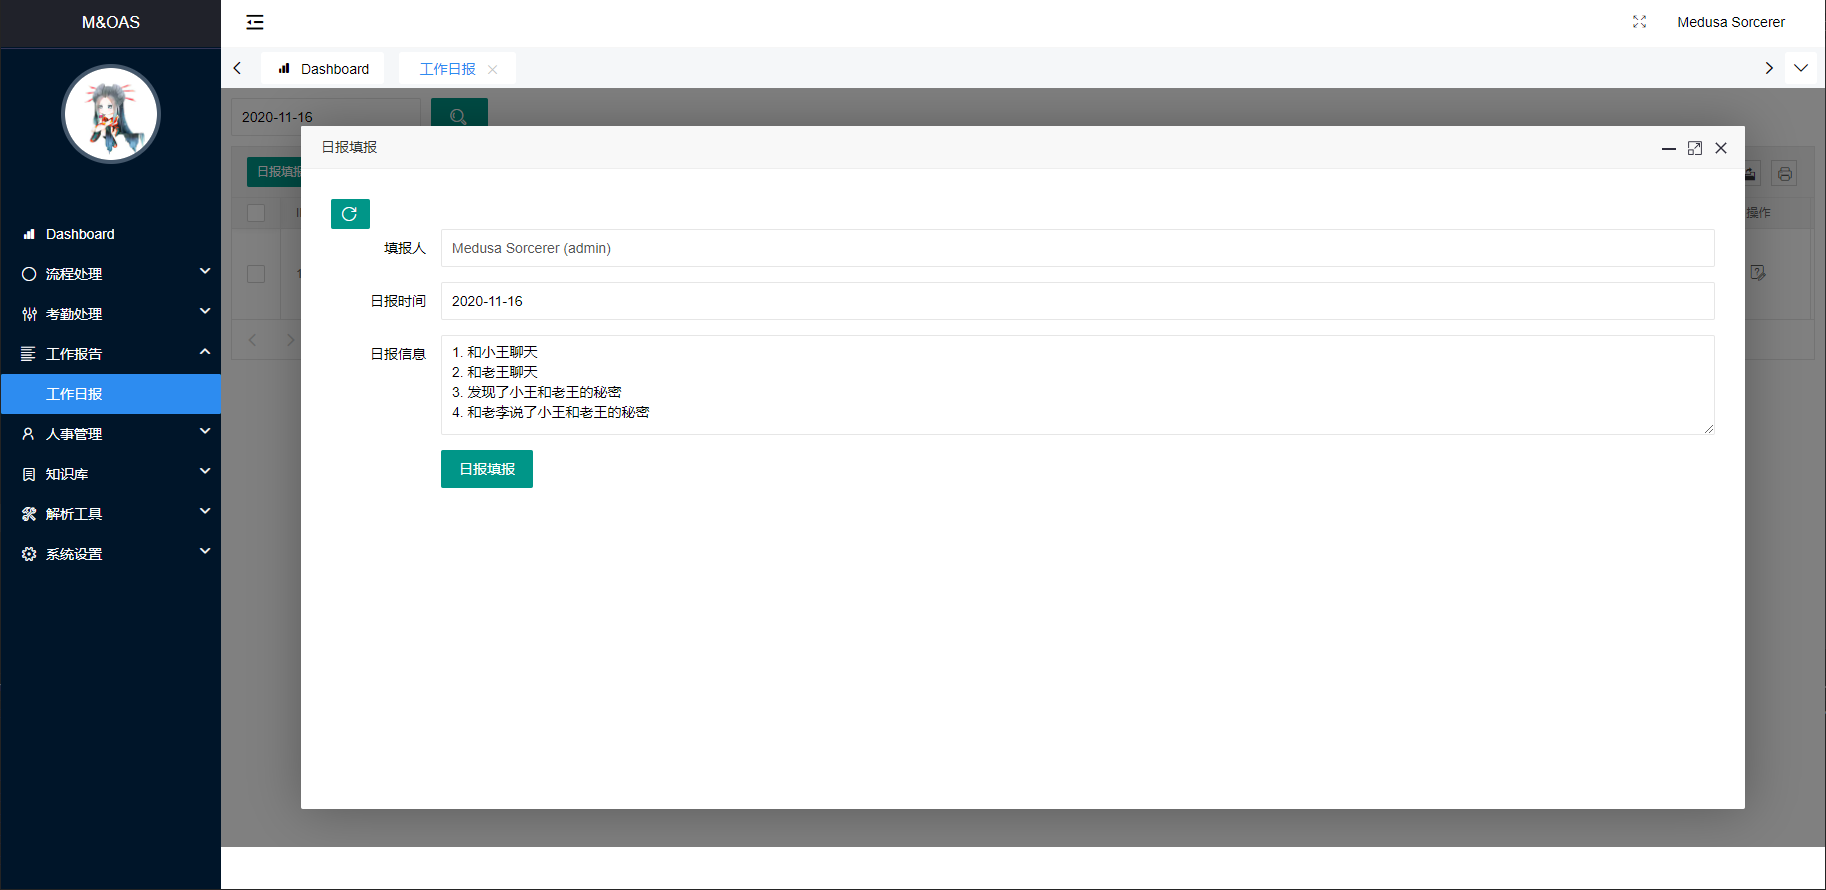 M&OAS
Medusa Sorcerer
Dashboard
工作日报
Dashboard
流程处理
考勤处理
工作报告
工作日报
人事管理
知识库
解析工具
系统设置
2020-11-16
日报填报
操作
日报填报
填报人
Medusa Sorcerer (admin)
日报时间
2020-11-16
日报信息
1. 和小王聊天
2. 和老王聊天
3. 发现了小王和老王的秘密
4. 和老李说了小王和老王的秘密
日报填报